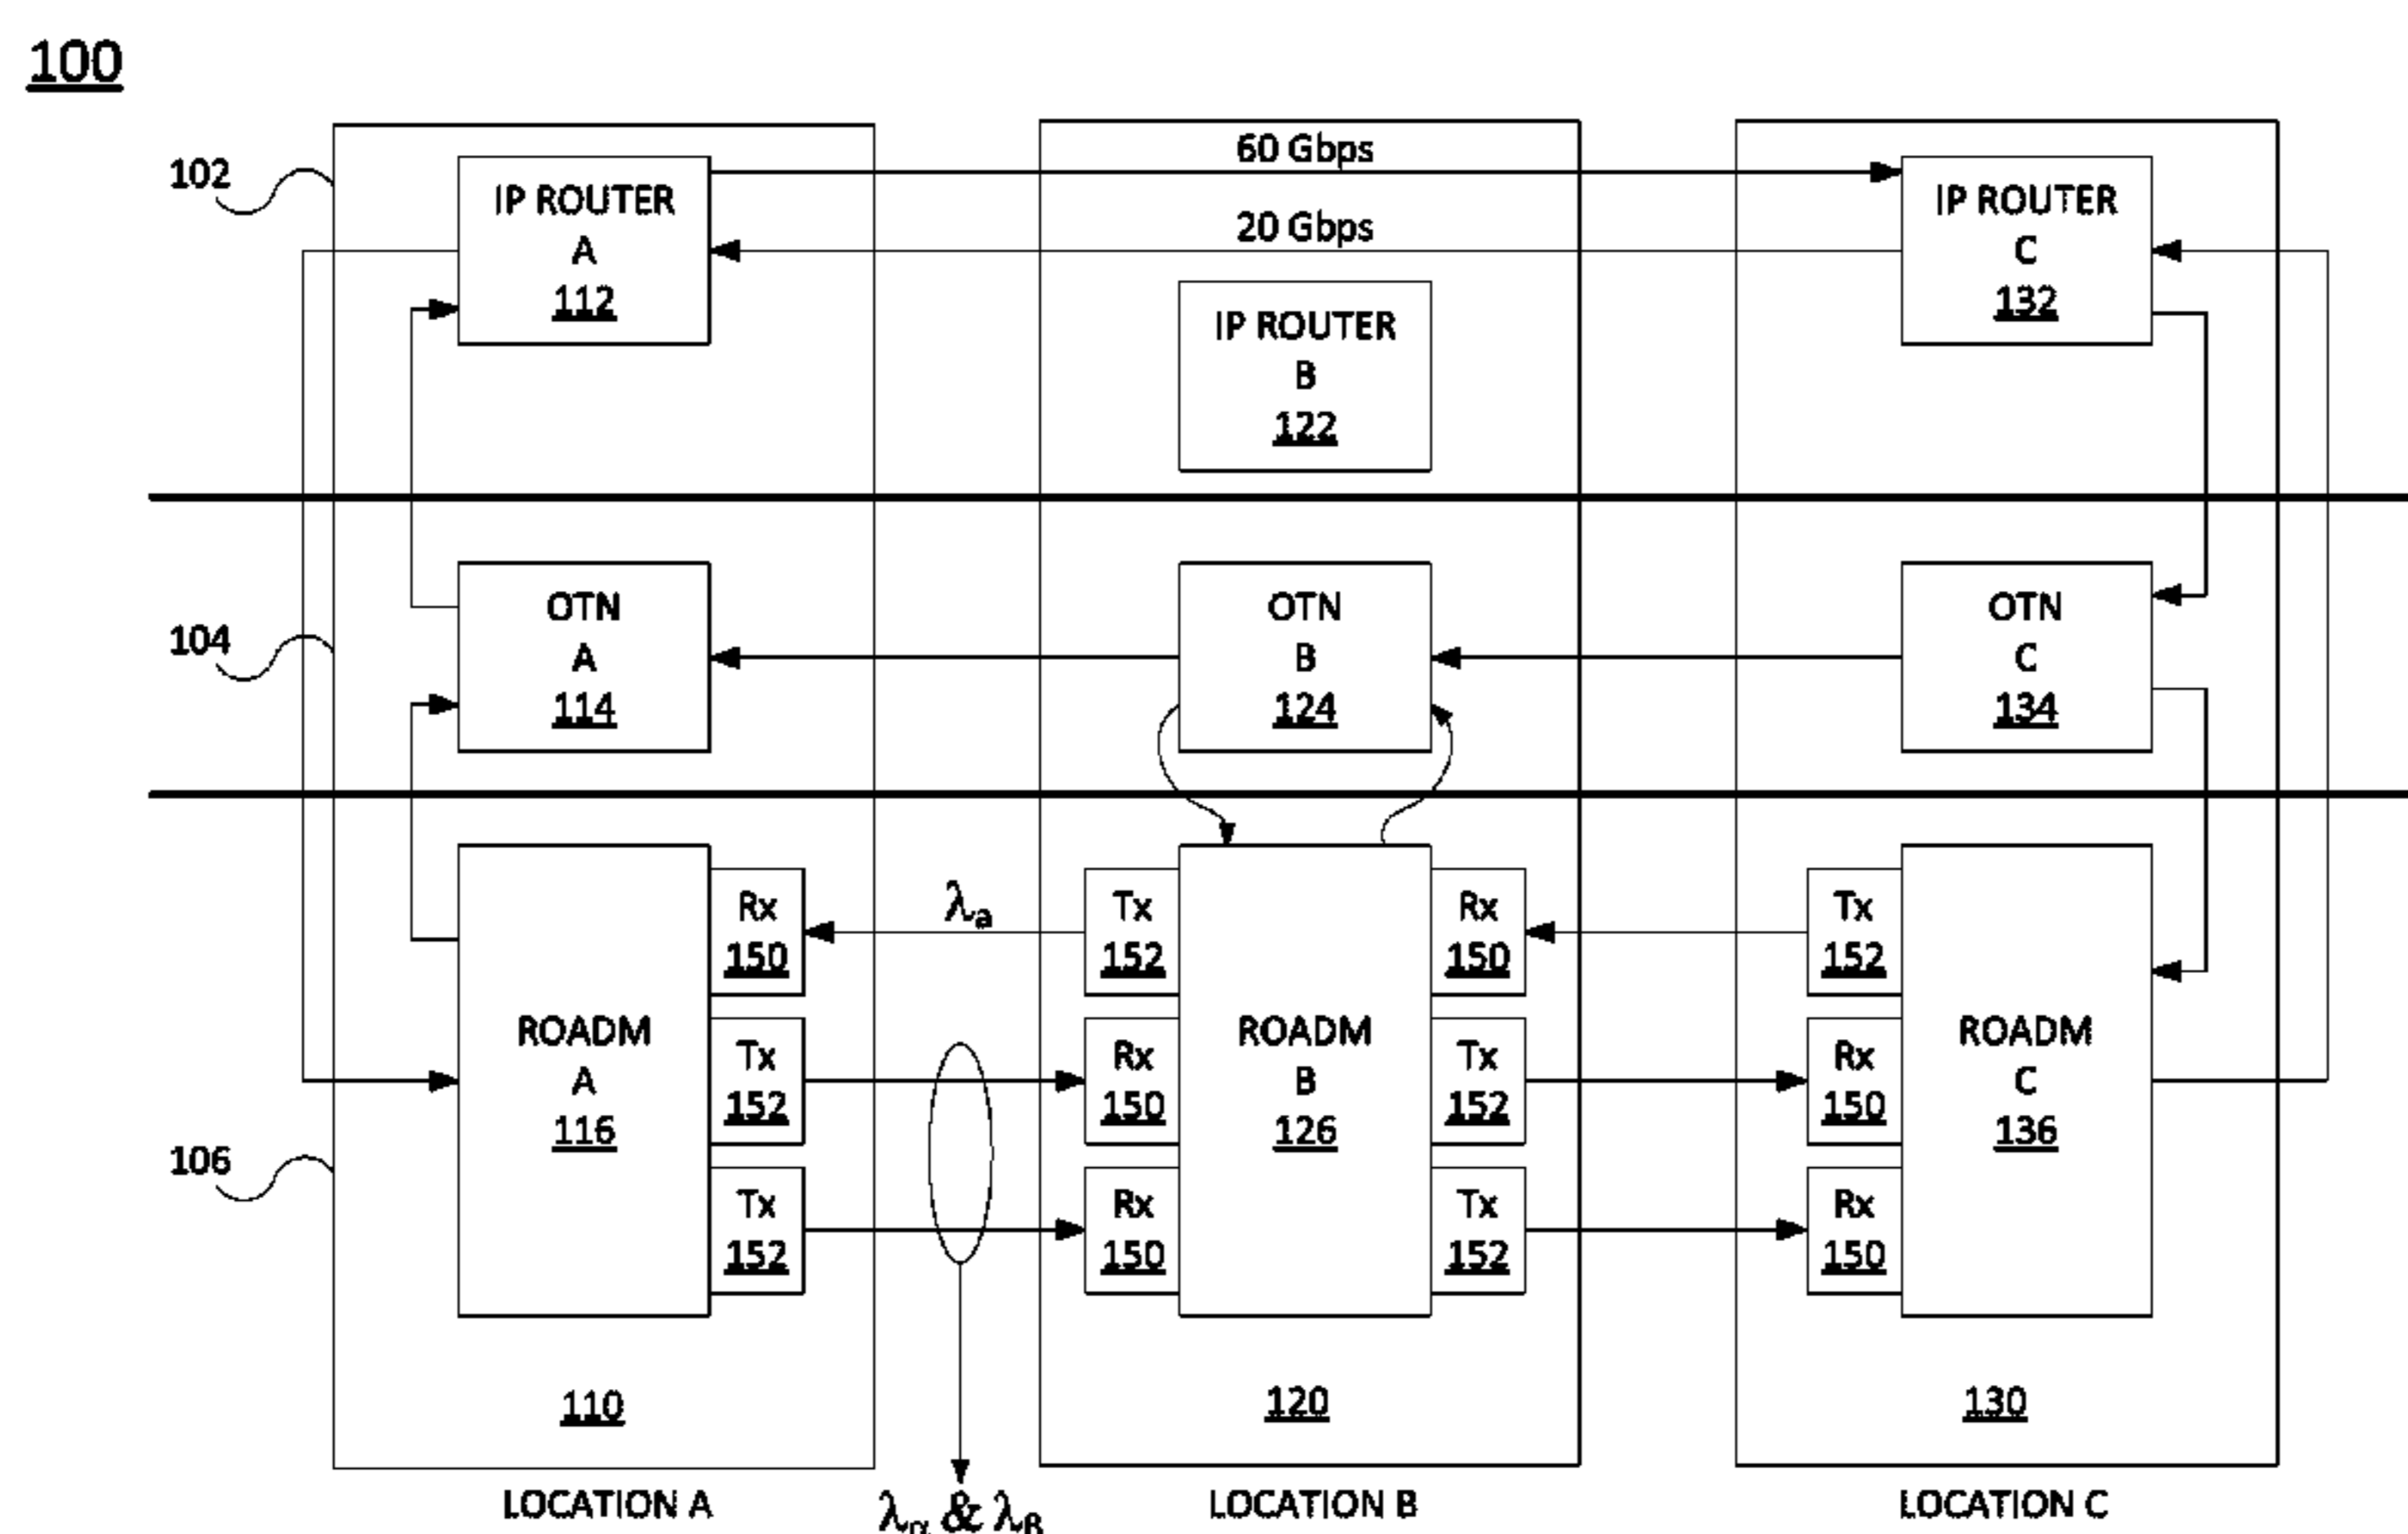 100
102
60 Gbps
20 Gbps
IP ROUTER
A
112
IP ROUTER
B
122
IP ROUTER
C
132
104
OTN
A
114
OTN
B
124
OTN
C
134
106
ROADM
A
116
Rx
150
Tx
152
Tx
152
λa
Tx
152
Rx
150
Rx
150
ROADM
B
126
Rx
150
Tx
152
Tx
152
Tx
152
Rx
150
Rx
150
ROADM
C
136
110
120
130
LOCATION A
λα & λβ
LOCATION B
LOCATION C